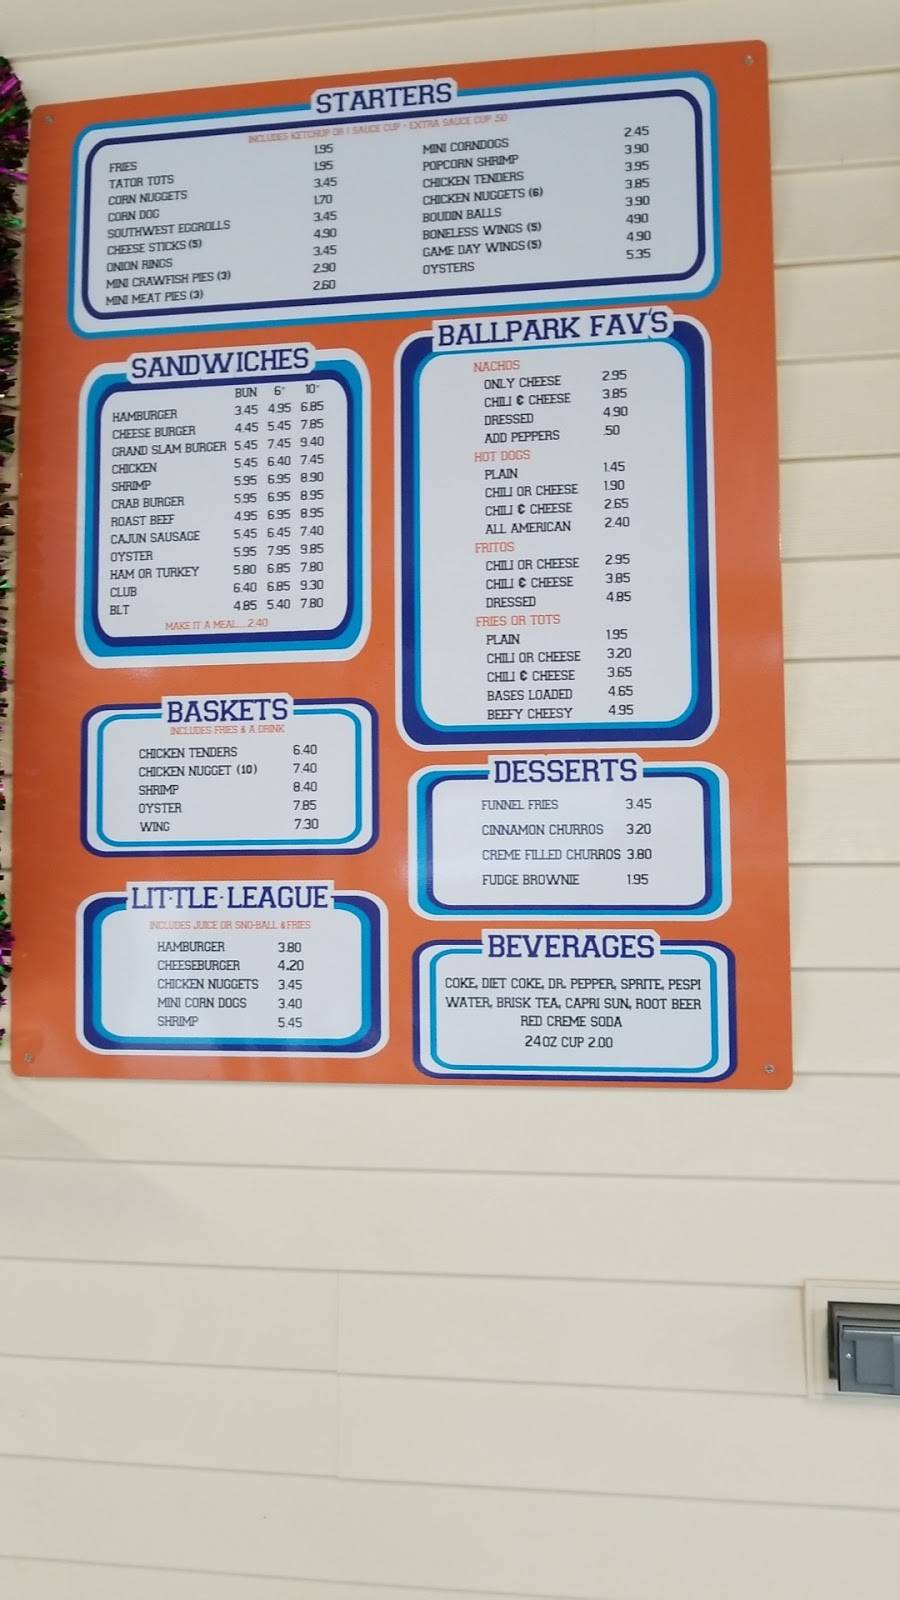 STARTERS
INCLUDES KETCHUP OR 1 SAUCE CUP - EXTRA SAUCE CUP .50
FRIES 1.95
TATOR TOTS 1.95
CORN NUGGETS 3.45
CORN DOG 1.70
SOUTHWEST EGGROLLS 3.45
CHEESE STICKS (5) 4.90
ONION RINGS 3.45
MINI CRAWFISH PIES (3) 2.90
MINI MEAT PIES (3) 2.60
MINI CORNDOGS 2.45
POPCORN SHRIMP 3.90
CHICKEN TENDERS 3.95
CHICKEN NUGGETS (6) 3.85
BOUDIN BALLS 3.90
BONELESS WINGS (5) 4.90
GAME DAY WINGS (5) 4.90
OYSTERS 5.35
SANDWICHES
BUN 6" 10"
HAMBURGER 3.45 4.95 6.85
CHEESE BURGER 4.45 5.45 7.85
GRAND SLAM BURGER 5.45 7.45 9.40
CHICKEN 5.45 6.40 7.45
SHRIMP 5.95 6.95 8.90
CRAB BURGER 5.95 6.95 8.95
ROAST BEEF 4.95 6.95 8.95
CAJUN SAUSAGE 5.45 6.45 7.40
OYSTER 5.95 7.95 9.85
HAM OR TURKEY 5.80 6.85 7.80
CLUB 6.40 6.85 9.30
BLT 4.85 5.40 7.80
MAKE IT A MEAL....2.40
BALLPARK FAV'S
NACHOS
ONLY CHEESE 2.95
CHILI & CHEESE 3.85
DRESSED 4.90
ADD PEPPERS .50
HOT DOGS
PLAIN 1.45
CHILI OR CHEESE 1.90
CHILI & CHEESE 2.65
ALL AMERICAN 2.40
FRITOS
CHILI OR CHEESE 2.95
CHILI & CHEESE 3.85
DRESSED 4.85
FRIES OR TOTS
PLAIN 1.95
CHILI OR CHEESE 3.20
CHILI & CHEESE 3.65
BASES LOADED 4.65
BEEFY CHEESY 4.95
BASKETS
INCLUDES FRIES & A DRINK
CHICKEN TENDERS 6.40
CHICKEN NUGGET (10) 7.40
SHRIMP 8.40
OYSTER 7.85
WING 7.30
DESSERTS
FUNNEL FRIES 3.45
CINNAMON CHURROS 3.20
CREME FILLED CHURROS 3.80
FUDGE BROWNIE 1.95
LITTLE-LEAGUE
INCLUDES JUICE OR SNO-BALL & FRIES
HAMBURGER 3.80
CHEESEBURGER 4.20
CHICKEN NUGGETS 3.45
MINI CORN DOGS 3.40
SHRIMP 5.45
BEVERAGES
COKE, DIET COKE, DR. PEPPER, SPRITE, PESPI
WATER, BRISK TEA, CAPRI SUN, ROOT BEER
RED CREME SODA
24OZ CUP 2.00